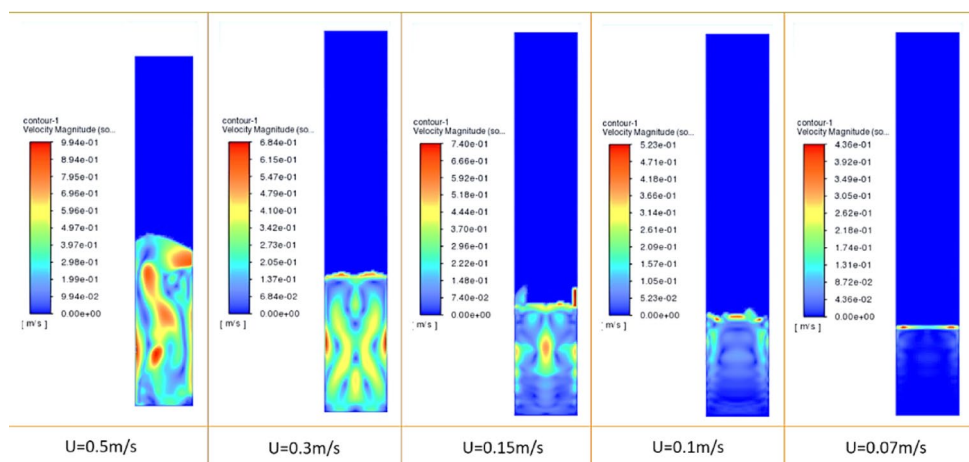 contour-1
Velocity Magnitude (so...
9.94e-01
8.94e-01
7.95e-01
6.96e-01
5.96e-01
4.97e-01
3.98e-01
2.98e-01
1.99e-01
9.94e-02
0.00e+00
[ m/s ]
contour-1
Velocity Magnitude (so...
6.84e-01
6.15e-01
5.47e-01
4.79e-01
4.10e-01
3.42e-01
2.73e-01
2.05e-01
1.37e-01
6.84e-02
0.00e+00
[ m/s ]
contour-1
Velocity Magnitude (so...
7.40e-01
6.66e-01
5.92e-01
5.18e-01
4.44e-01
3.70e-01
2.96e-01
2.22e-01
1.48e-01
7.40e-02
0.00e+00
[ m/s ]
contour-1
Velocity Magnitude (so...
5.23e-01
4.71e-01
4.18e-01
3.66e-01
3.14e-01
2.61e-01
2.09e-01
1.57e-01
1.05e-01
5.23e-02
0.00e+00
[ m/s ]
contour-1
Velocity Magnitude (so...
4.36e-01
3.92e-01
3.49e-01
3.05e-01
2.62e-01
2.18e-01
1.74e-01
1.31e-01
8.72e-02
4.36e-02
0.00e+00
[ m/s ]
U=0.5m/s
U=0.3m/s
U=0.15m/s
U=0.1m/s
U=0.07m/s